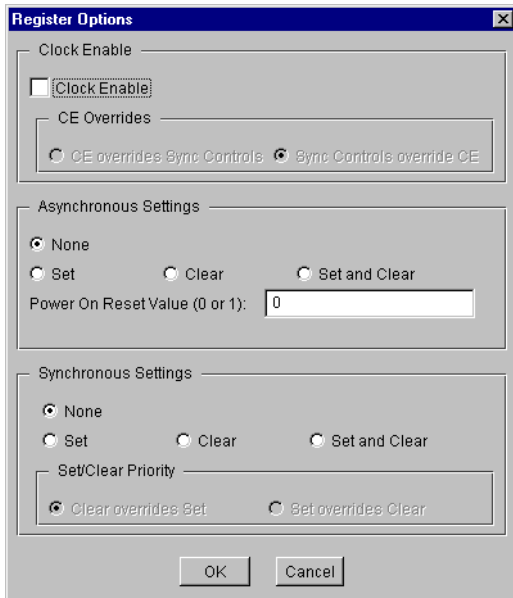 Register Options
Clock Enable
Clock Enable
CE Overrides
CE overrides Sync Controls Sync Controls override CE
Asynchronous Settings
None
Set Clear Set and Clear
Power On Reset Value (0 or 1): 0
Synchronous Settings
None
Set Clear Set and Clear
Set/Clear Priority
Clear overrides Set Set overrides Clear
OK Cancel